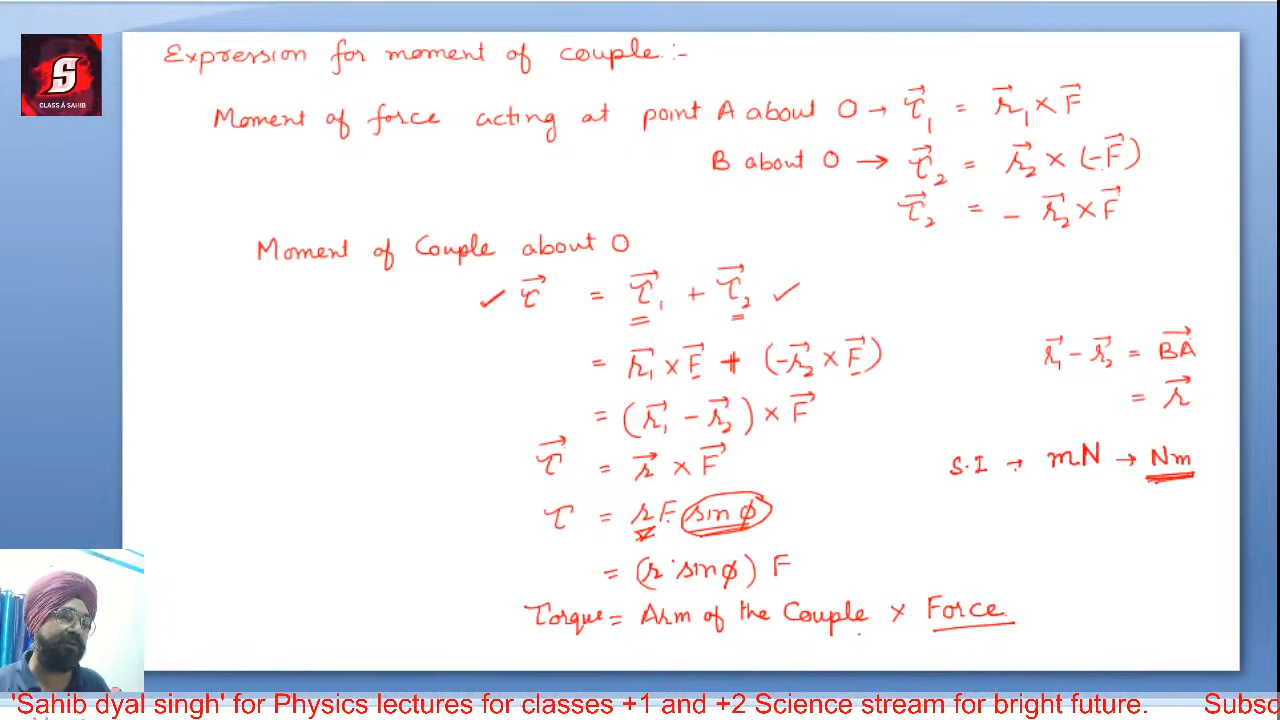 S
CLASS À SAHIB
Expression for moment of couple :-
Moment of force acting at point A about O → τ⃗₁ = r⃗₁ × F⃗
B about O → τ⃗₂ = r⃗₂ × (-F⃗)
τ⃗₂ = - r⃗₂ × F⃗
Moment of Couple about O
✓ τ⃗ = τ⃗₁ + τ⃗₂ ✓
= r⃗₁ × F⃗ + (-r⃗₂ × F⃗)
r⃗₁ - r⃗₂ = B⃗A⃗
= (r⃗₁ - r⃗₂) × F⃗
= r⃗
τ⃗ = r⃗ × F⃗
S.I → mN → Nm
τ = rF sinϕ
= (r sinϕ) F
Torque = Arm of the Couple × Force
'Sahib dyal singh' for Physics lectures for classes +1 and +2 Science stream for bright future. Subsc